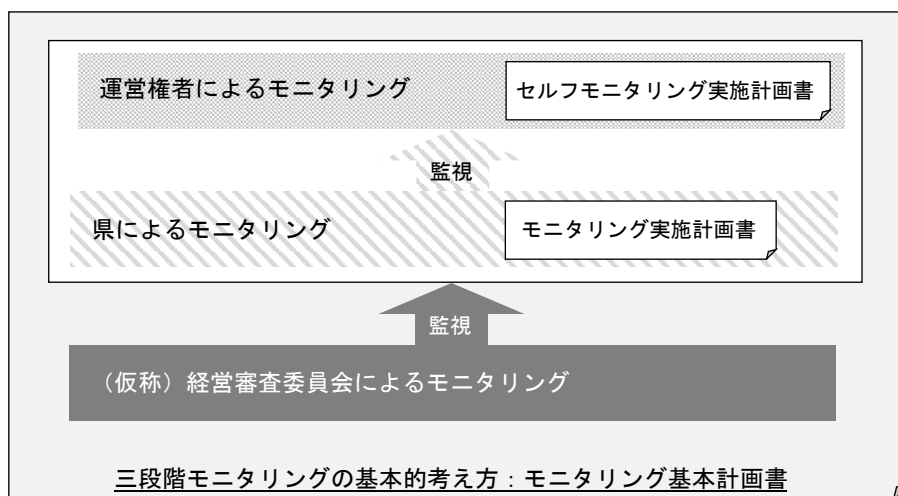 運営権者によるモニタリング
セルフモニタリング実施計画書
監視
県によるモニタリング
モニタリング実施計画書
監視
（仮称）経営審査委員会によるモニタリング
三段階モニタリングの基本的考え方：モニタリング基本計画書